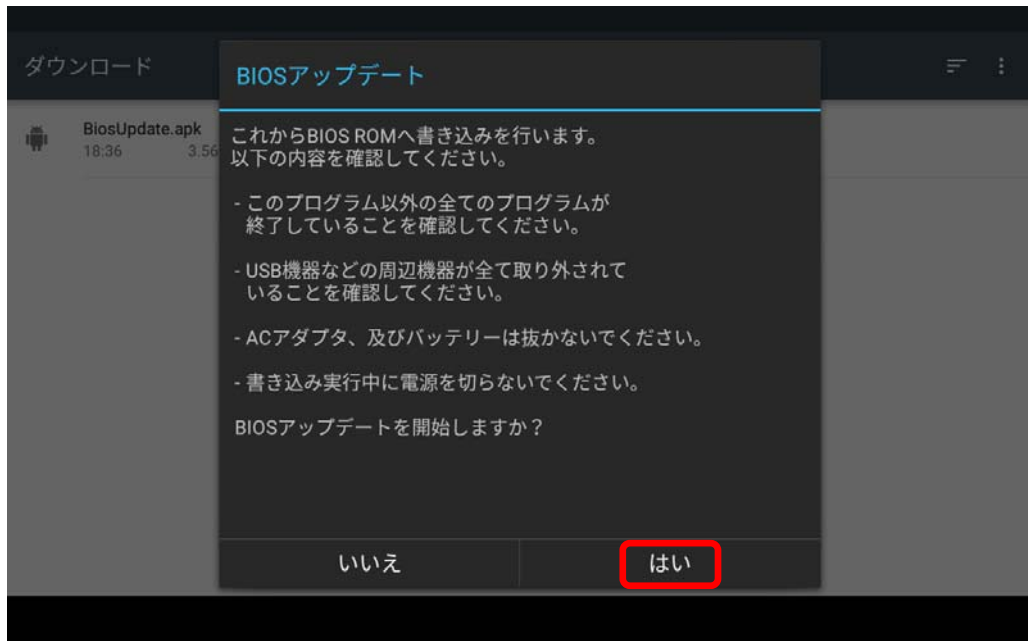 ダウンロード
BIOSアップデート
BiosUpdate.apk
18:36 3.56
これからBIOS ROMへ書き込みを行います。
以下の内容を確認してください。
- このプログラム以外の全てのプログラムが
終了していることを確認してください。
- USB機器などの周辺機器が全て取り外されて
いることを確認してください。
- ACアダプタ、及びバッテリーは抜かないでください。
- 書き込み実行中に電源を切らないでください。
BIOSアップデートを開始しますか？
いいえ はい